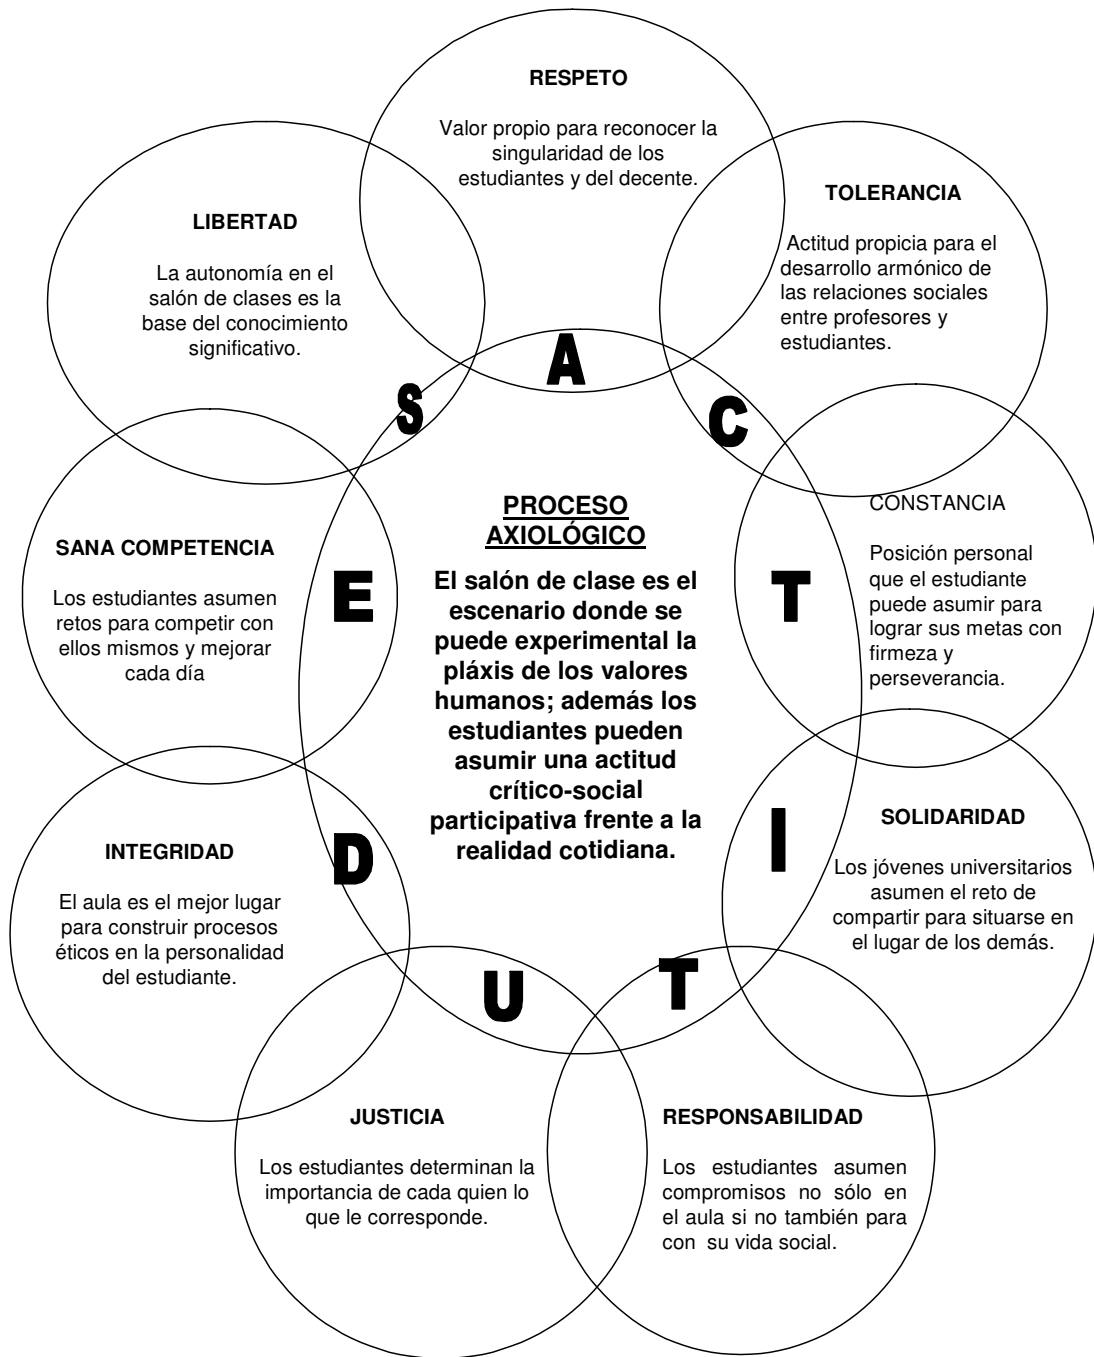 RESPETO
Valor propio para reconocer la
singularidad de los
estudiantes y del decente.
TOLERANCIA
Actitud propicia para el
desarrollo armónico de
las relaciones sociales
entre profesores y
estudiantes.
CONSTANCIA
Posición personal
que el estudiante
puede asumir para
lograr sus metas con
firmeza y
perseverancia.
SOLIDARIDAD
Los jóvenes universitarios
asumen el reto de
compartir para situarse en
el lugar de los demás.
RESPONSABILIDAD
Los estudiantes asumen
compromisos no sólo en
el aula si no también para
con su vida social.
JUSTICIA
Los estudiantes determinan la
importancia de cada quien lo
que le corresponde.
INTEGRIDAD
El aula es el mejor lugar
para construir procesos
éticos en la personalidad
del estudiante.
SANA COMPETENCIA
Los estudiantes asumen
retos para competir con
ellos mismos y mejorar
cada día
LIBERTAD
La autonomía en el
salón de clases es la
base del conocimiento
significativo.
A
C
T
I
T
U
D
E
S
PROCESO
AXIOLÓGICO
El salón de clase es el
escenario donde se
puede experimental la
pláxis de los valores
humanos; además los
estudiantes pueden
asumir una actitud
crítico-social
participativa frente a la
realidad cotidiana.